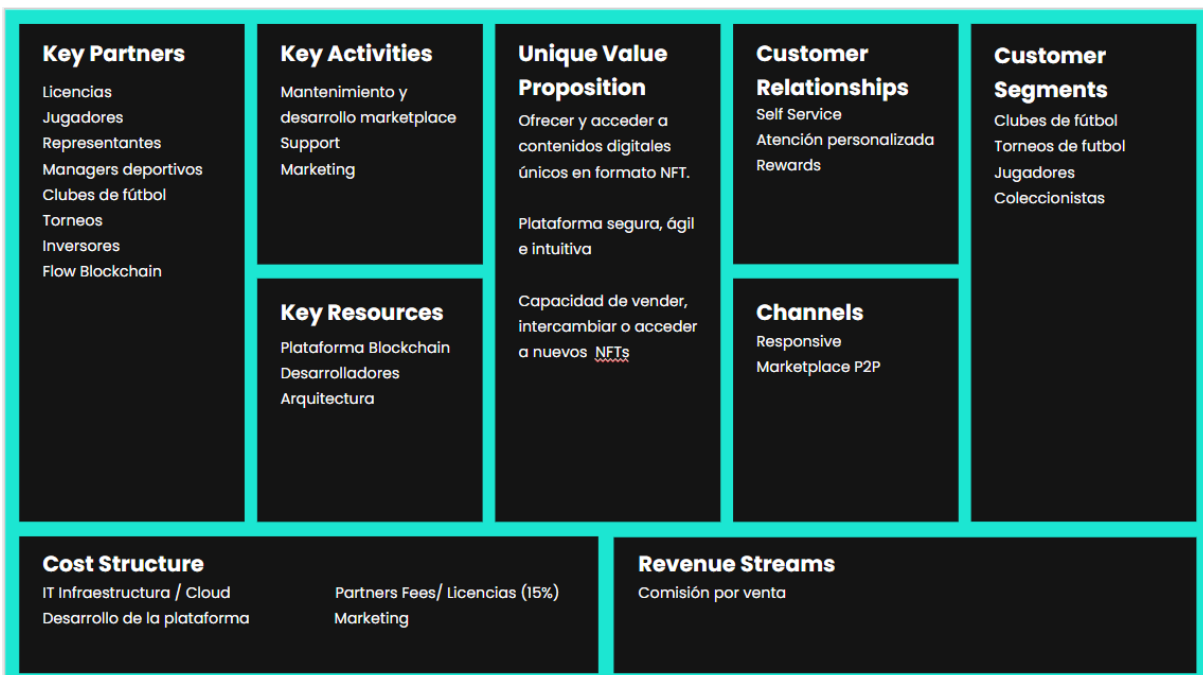 Key Partners
Licencias
Jugadores
Representantes
Managers deportivos
Clubes de fútbol
Torneos
Inversores
Flow Blockchain
Key Activities
Mantenimiento y
desarrollo marketplace
Support
Marketing
Key Resources
Plataforma Blockchain
Desarrolladores
Arquitectura
Unique Value
Proposition
Ofrecer y acceder a
contenidos digitales
únicos en formato NFT.
Plataforma segura, ágil
e intuitiva
Capacidad de vender,
intercambiar o acceder
a nuevos NFTs
Customer
Relationships
Self Service
Atención personalizada
Rewards
Channels
Responsive
Marketplace P2P
Customer
Segments
Clubes de fútbol
Torneos de futbol
Jugadores
Coleccionistas
Cost Structure
IT Infraestructura / Cloud
Desarrollo de la plataforma
Partners Fees/ Licencias (15%)
Marketing
Revenue Streams
Comisión por venta